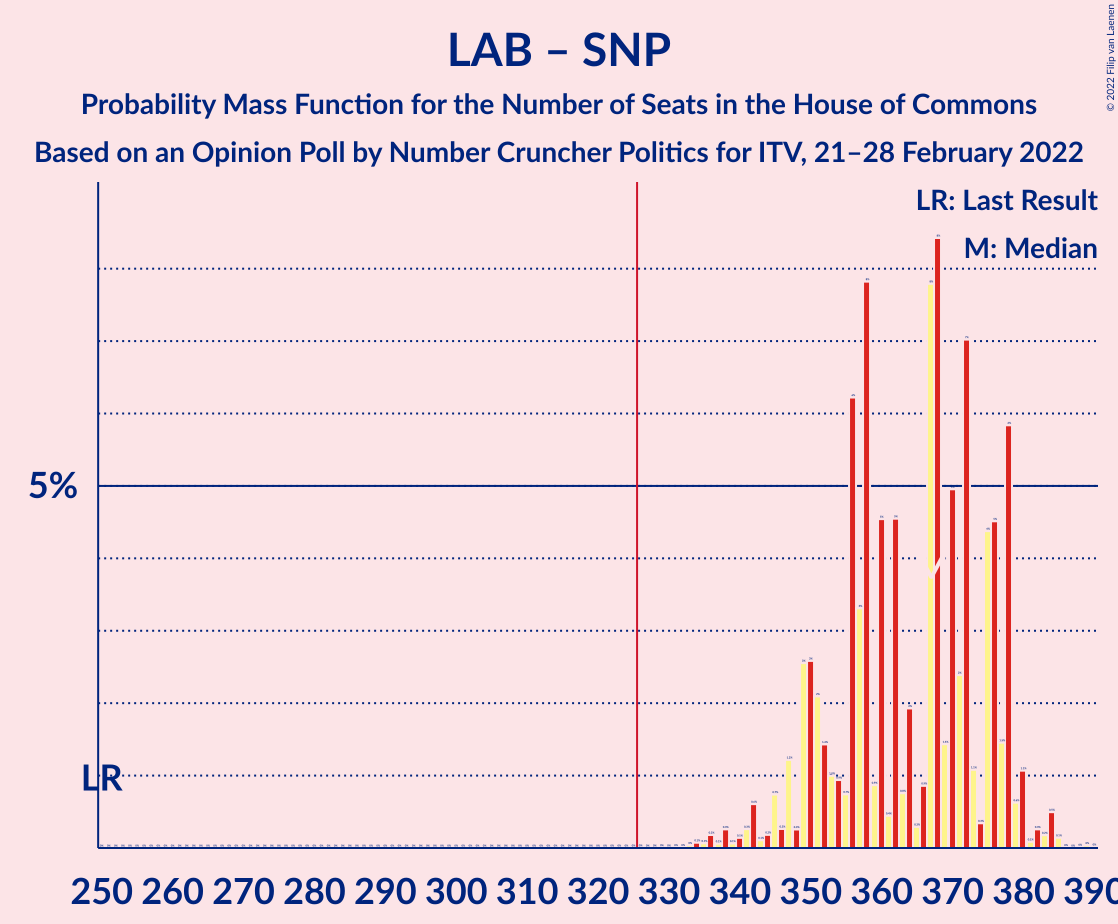 LAB – SNP
Probability Mass Function for the Number of Seats in the House of Commons
Based on an Opinion Poll by Number Cruncher Politics for ITV, 21–28 February 2022
© 2022 Filip van Laenen
LR: Last Result
M: Median
5%
LR
250 260 270 280 290 300 310 320 330 340 350 360 370 380 390